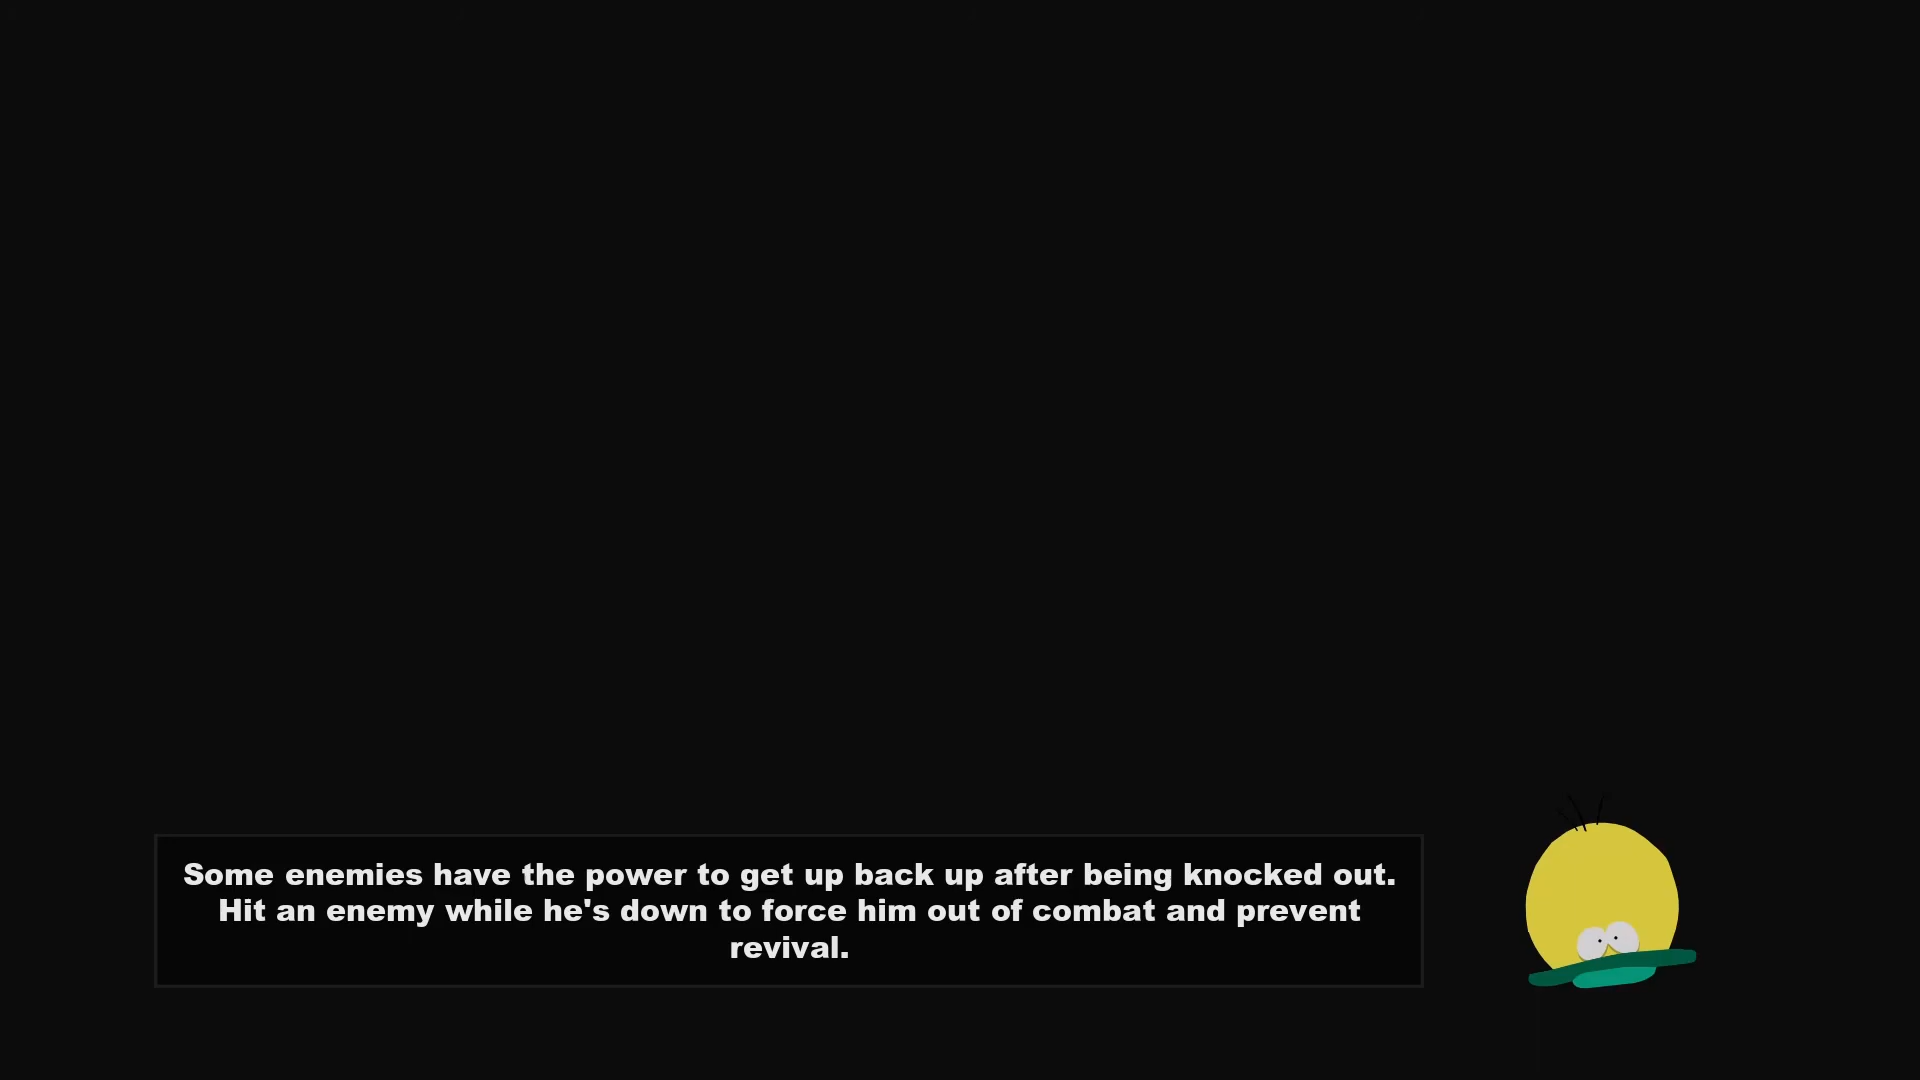 Some enemies have the power to get up back up after being knocked out.
Hit an enemy while he's down to force him out of combat and prevent
revival.